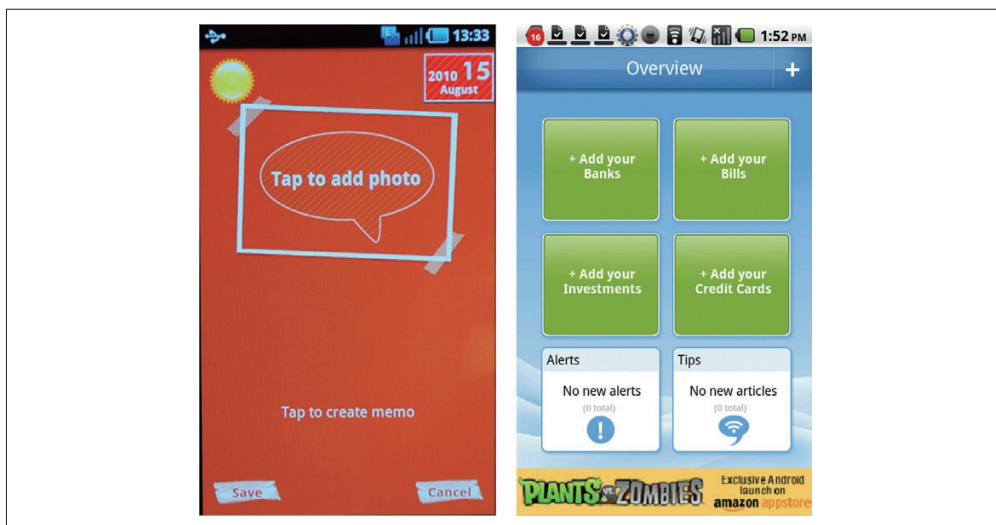 13:33
2010 15
August
Tap to add photo
Tap to create memo
Save
Cancel
16
1:52 PM
Overview
+
+ Add your
Banks
+ Add your
Bills
+ Add your
Investments
+ Add your
Credit Cards
Alerts
No new alerts
(0 total)
!
Tips
No new articles
(0 total)
PLANTS VS. ZOMBIES
Exclusive Android
launch on
amazon appstore